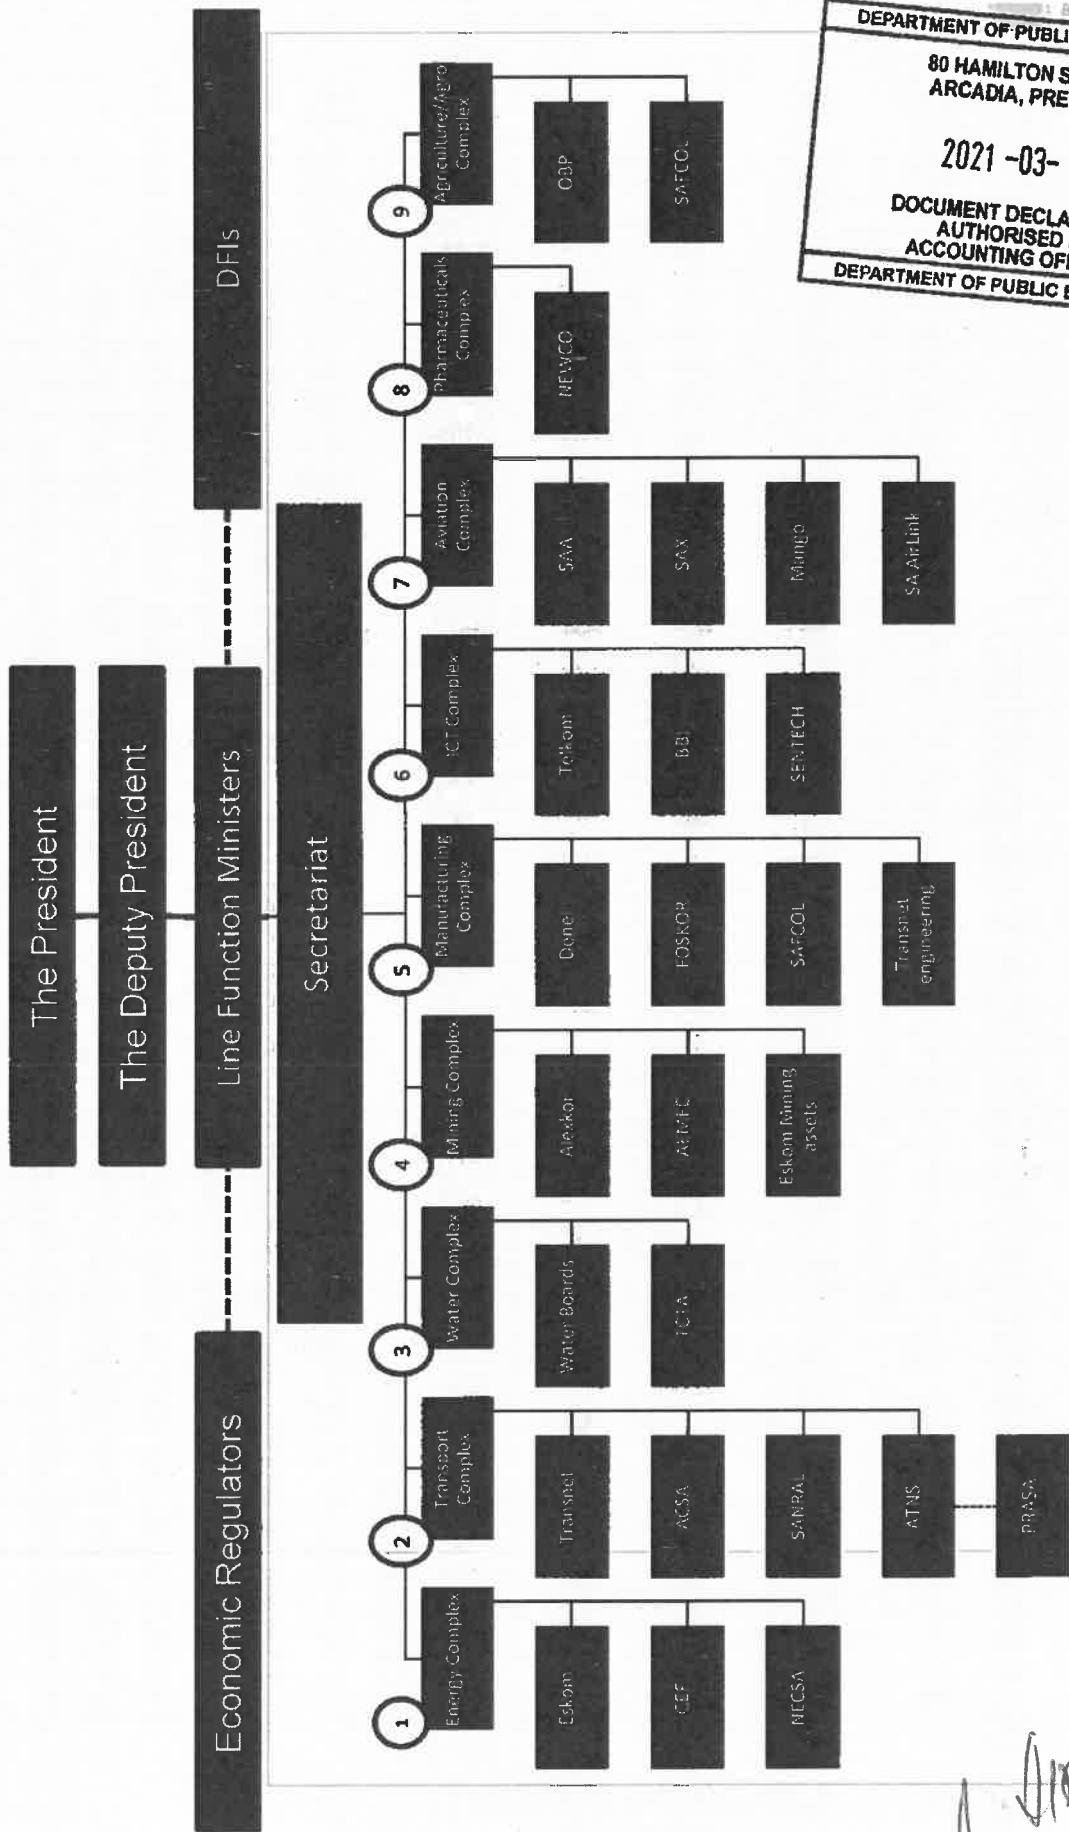 The President
The Deputy President
Economic Regulators
Line Function Ministers
DFIs
Secretariat
1
Energy Complex
Eskom
CEF
NECSA
2
Transport
Complex
Transnet
ACSA
SANRAL
ATNS
PRASA
3
Water Complex
Water Boards
TCTA
4
Mining Complex
Alexkor
AEMFC
Eskom Mining
assets
5
Manufacturing
Complex
Denel
FOSKOR
SAFCOL
Transnet
engineering
6
ICT Complex
Telkom
BBI
SENTECH
7
Aviation
Complex
SAA
SAX
Mango
SA AirLink
8
Pharmaceuticals
Complex
NEWCO
9
Agriculture/Agro
Complex
OBP
SAFCOL
DEPARTMENT OF PUBLI
80 HAMILTON S
ARCADIA, PRE
2021 -03-
DOCUMENT DECLA
AUTHORISED
ACCOUNTING OF
DEPARTMENT OF PUBLIC